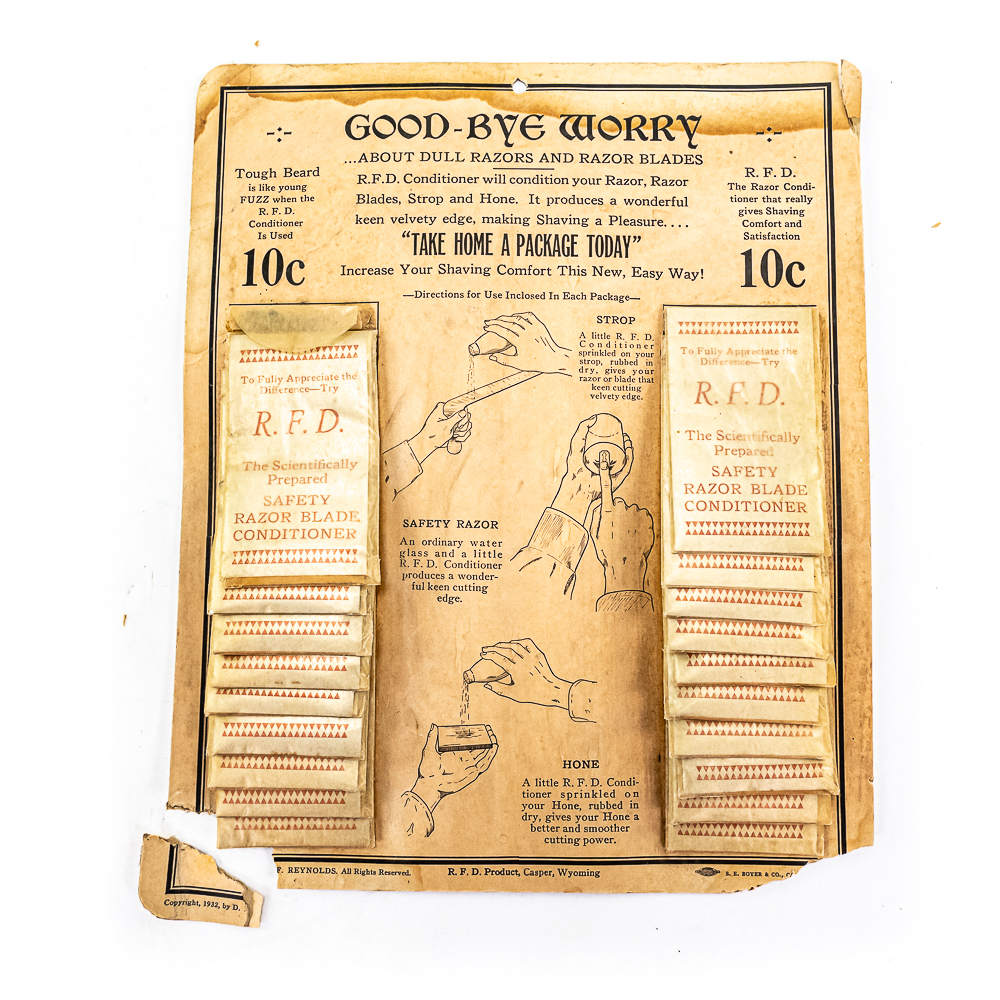 GOOD-BYE WORRY
...ABOUT DULL RAZORS AND RAZOR BLADES
R.F.D. Conditioner will condition your Razor, Razor
Blades, Strop and Hone. It produces a wonderful
keen velvety edge, making Shaving a Pleasure....
"TAKE HOME A PACKAGE TODAY"
Increase Your Shaving Comfort This New, Easy Way!
—Directions for Use Inclosed In Each Package—
Tough Beard
is like young
FUZZ when the
R. F. D.
Conditioner
Is Used
10c
R. F. D.
The Razor Condi-
tioner that really
gives Shaving
Comfort and
Satisfaction
10c
To Fully Appreciate the
Difference—Try
R. F. D.
The Scientifically
Prepared
SAFETY
RAZOR BLADE
CONDITIONER
STROP
A little R. F. D.
Conditioner
sprinkled on your
strop, rubbed in
dry, gives your
razor or blade that
keen cutting
velvety edge.
To Fully Appreciate the
Difference—Try
R. F. D.
The Scientifically
Prepared
SAFETY
RAZOR BLADE
CONDITIONER
SAFETY RAZOR
An ordinary water
glass and a little
R. F. D. Conditioner
produces a wonder-
ful keen cutting
edge.
HONE
A little R. F. D. Condi-
tioner sprinkled on
your Hone, rubbed in
dry, gives your Hone a
better and smoother
cutting power.
Copyright, 1932, by D.
F. REYNOLDS. All Rights Reserved.
R. F. D. Product, Casper, Wyoming
S. E. BOYER & CO.,